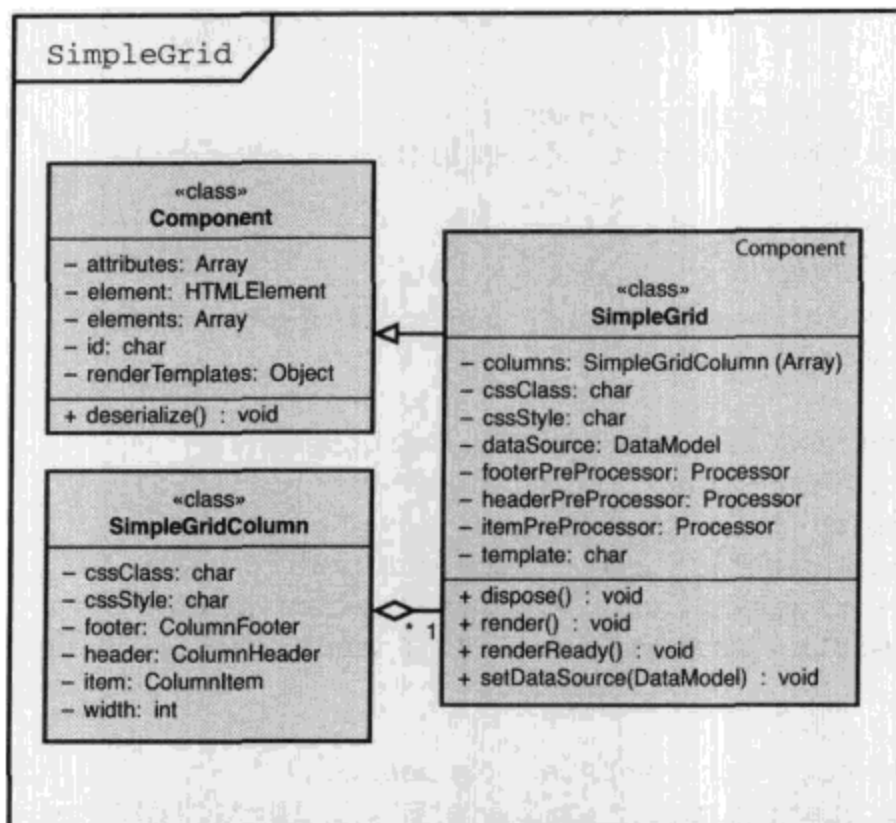 SimpleGrid
«class»
Component
– attributes: Array
– element: HTMLElement
– elements: Array
– id: char
– renderTemplates: Object
+ deserialize() : void
«class»
SimpleGridColumn
– cssClass: char
– cssStyle: char
– footer: ColumnFooter
– header: ColumnHeader
– item: ColumnItem
– width: int
* 1
Component
«class»
SimpleGrid
– columns: SimpleGridColumn (Array)
– cssClass: char
– cssStyle: char
– dataSource: DataModel
– footerPreProcessor: Processor
– headerPreProcessor: Processor
– itemPreProcessor: Processor
– template: char
+ dispose() : void
+ render() : void
+ renderReady() : void
+ setDataSource(DataModel) : void